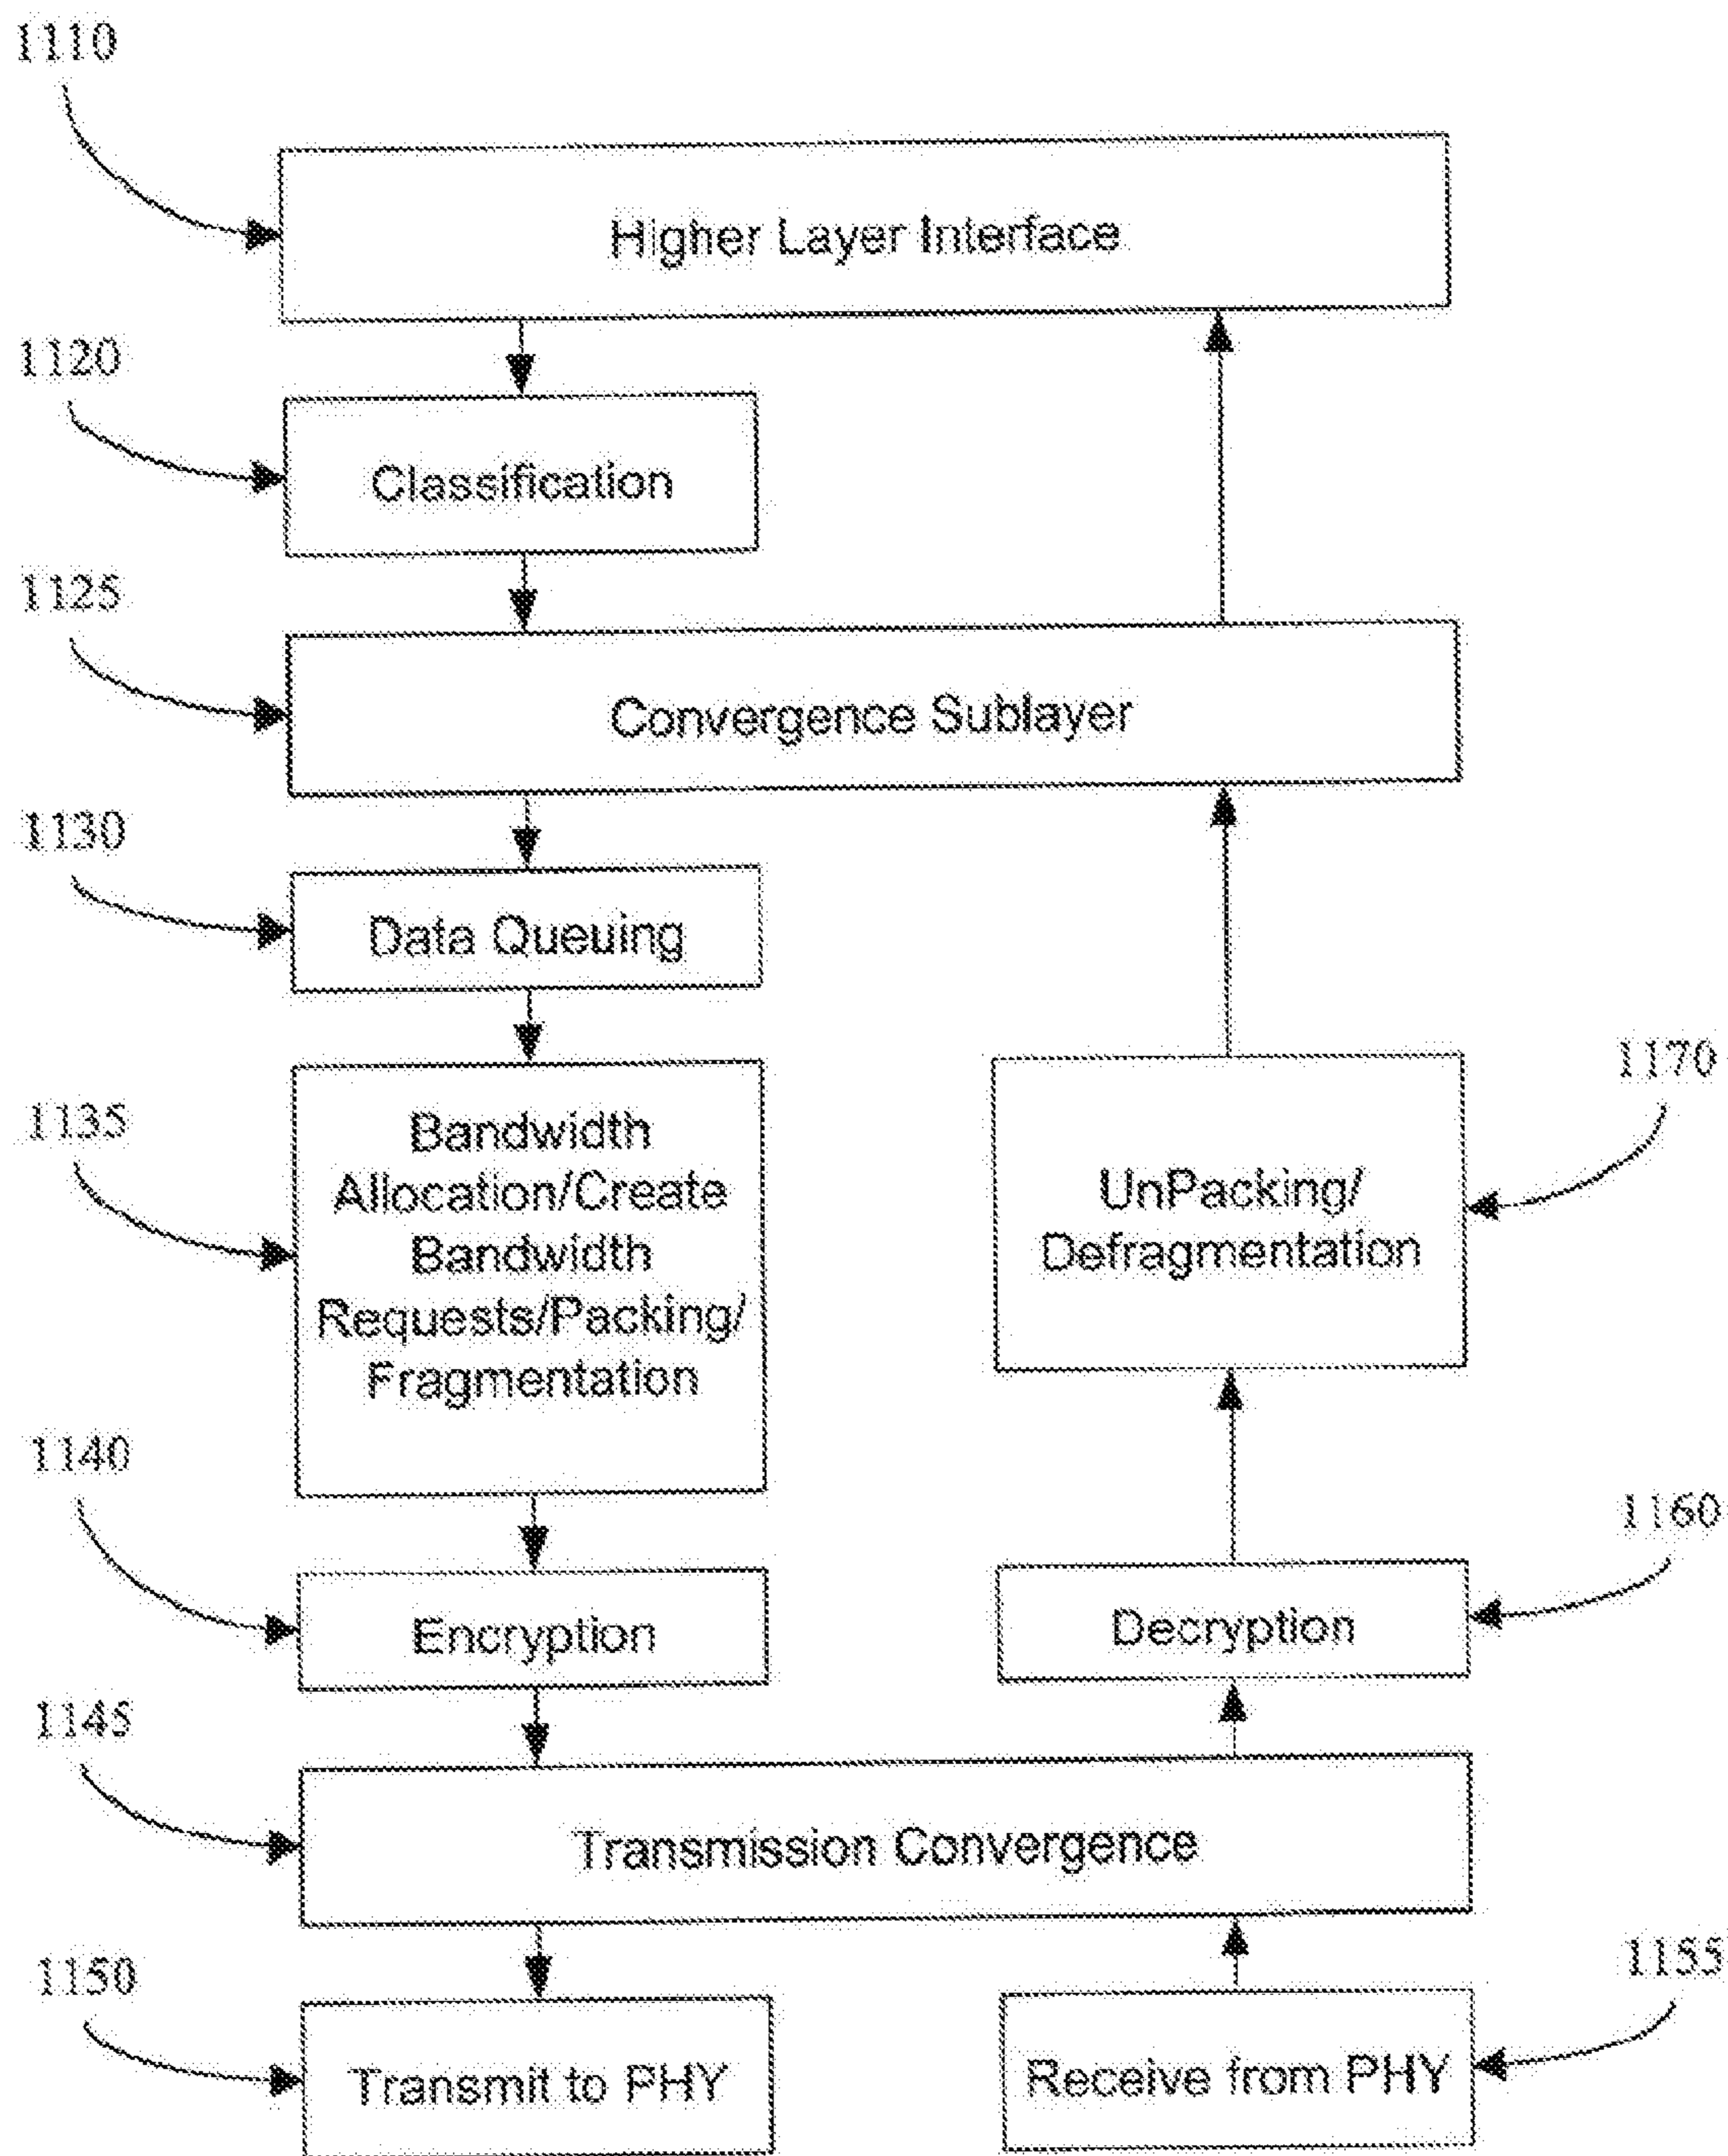 1110
Higher Layer Interface
1120
Classification
1125
Convergence Sublayer
1130
Data Queuing
1135
Bandwidth
Allocation/Create
Bandwidth
Requests/Packing/
Fragmentation
1170
UnPacking/
Defragmentation
1140
Encryption
1160
Decryption
1145
Transmission Convergence
1150
Transmit to PHY
1155
Receive from PHY